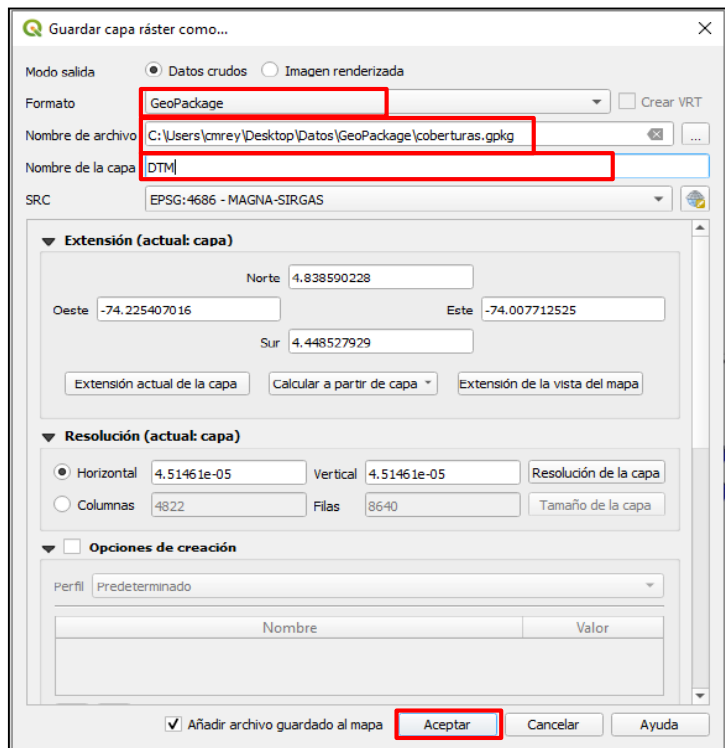 Guardar capa ráster como...
Modo salida Datos crudos Imagen renderizada
Formato GeoPackage Crear VRT
Nombre de archivo C:\Users\cmrey\Desktop\Datos\GeoPackage\coberturas.gpkg ...
Nombre de la capa DTM
SRC EPSG:4686 - MAGNA-SIRGAS
Extensión (actual: capa)
Norte 4.838590228
Oeste -74.225407016 Este -74.007712525
Sur 4.448527929
Extensión actual de la capa Calcular a partir de capa Extensión de la vista del mapa
Resolución (actual: capa)
Horizontal 4.51461e-05 Vertical 4.51461e-05 Resolución de la capa
Columnas 4822 Filas 8640 Tamaño de la capa
Opciones de creación
Perfil Predeterminado
Nombre Valor
Añadir archivo guardado al mapa Aceptar Cancelar Ayuda